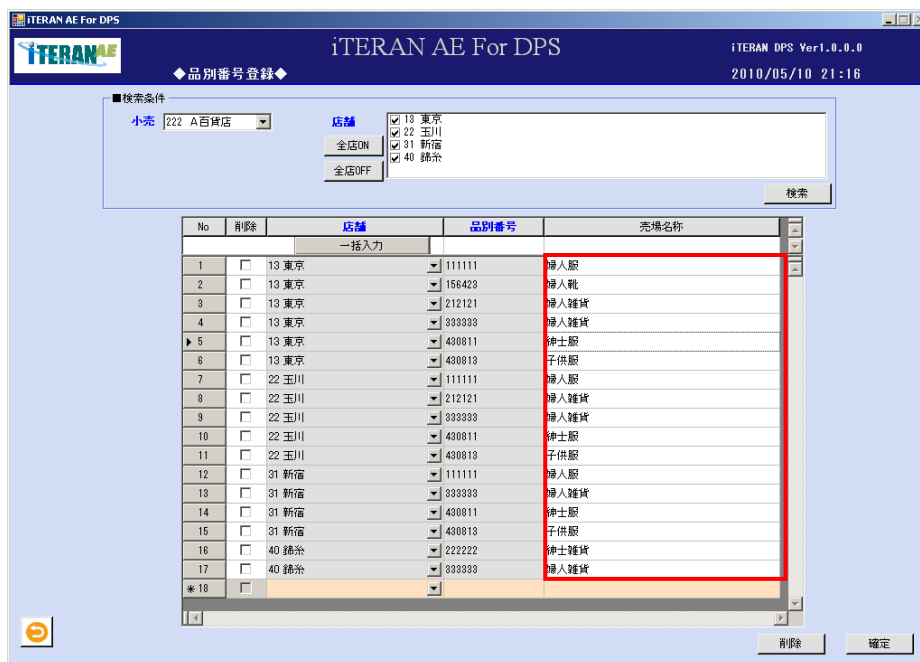 iTERAN AE For DPS
iTERAN AE
iTERAN AE For DPS
iTERAN DPS Ver1.0.0.0
◆品別番号登録◆
2010/05/10 21:16
■検索条件
小売 222 A百貨店
店舗
全店ON
全店OFF
13 東京
22 玉川
31 新宿
40 錦糸
検索
No 削除 店舗 品別番号 売場名称
一括入力
1 13 東京 111111 婦人服
2 13 東京 156423 婦人靴
3 13 東京 212121 婦人雑貨
4 13 東京 333333 婦人雑貨
5 13 東京 430811 紳士服
6 13 東京 430813 子供服
7 22 玉川 111111 婦人服
8 22 玉川 212121 婦人雑貨
9 22 玉川 333333 婦人雑貨
10 22 玉川 430811 紳士服
11 22 玉川 430813 子供服
12 31 新宿 111111 婦人服
13 31 新宿 333333 婦人雑貨
14 31 新宿 430811 紳士服
15 31 新宿 430813 子供服
16 40 錦糸 222222 紳士雑貨
17 40 錦糸 333333 婦人雑貨
* 18
削除
確定